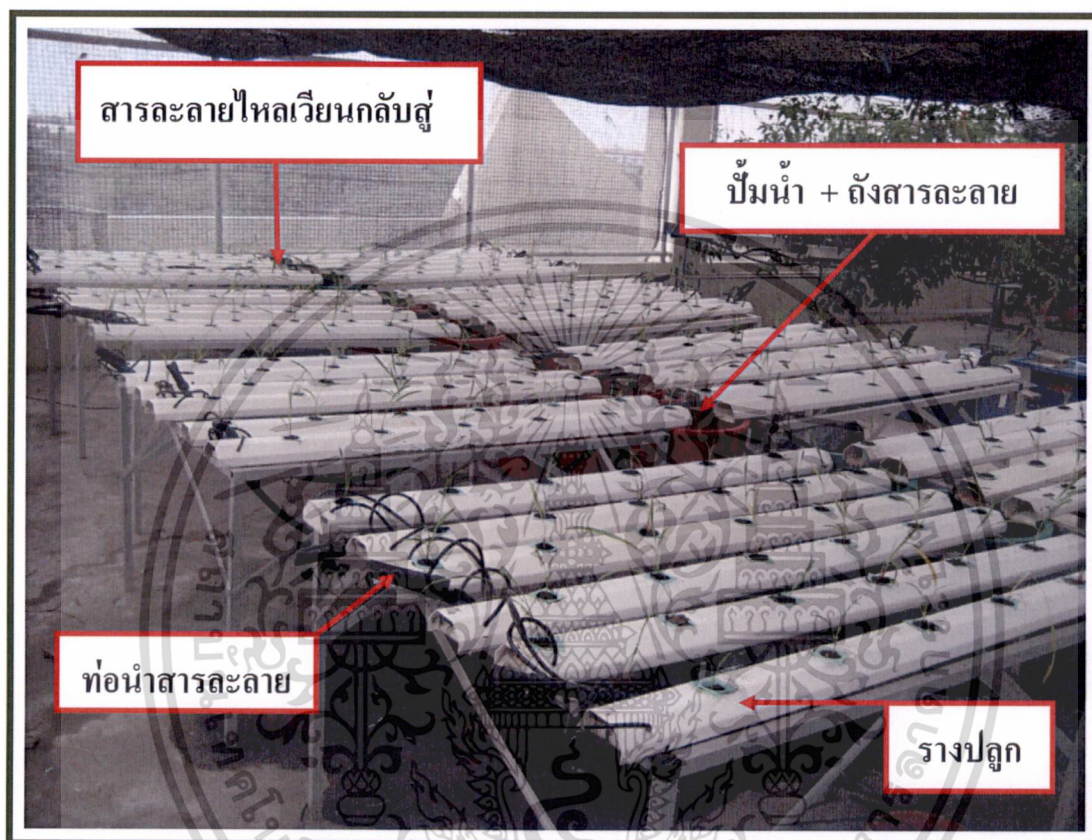 สารละลายไหลเวียนกลับสู่
ปั้มน้ำ + ถังสารละลาย
ท่อนำสารละลาย
รางปลูก